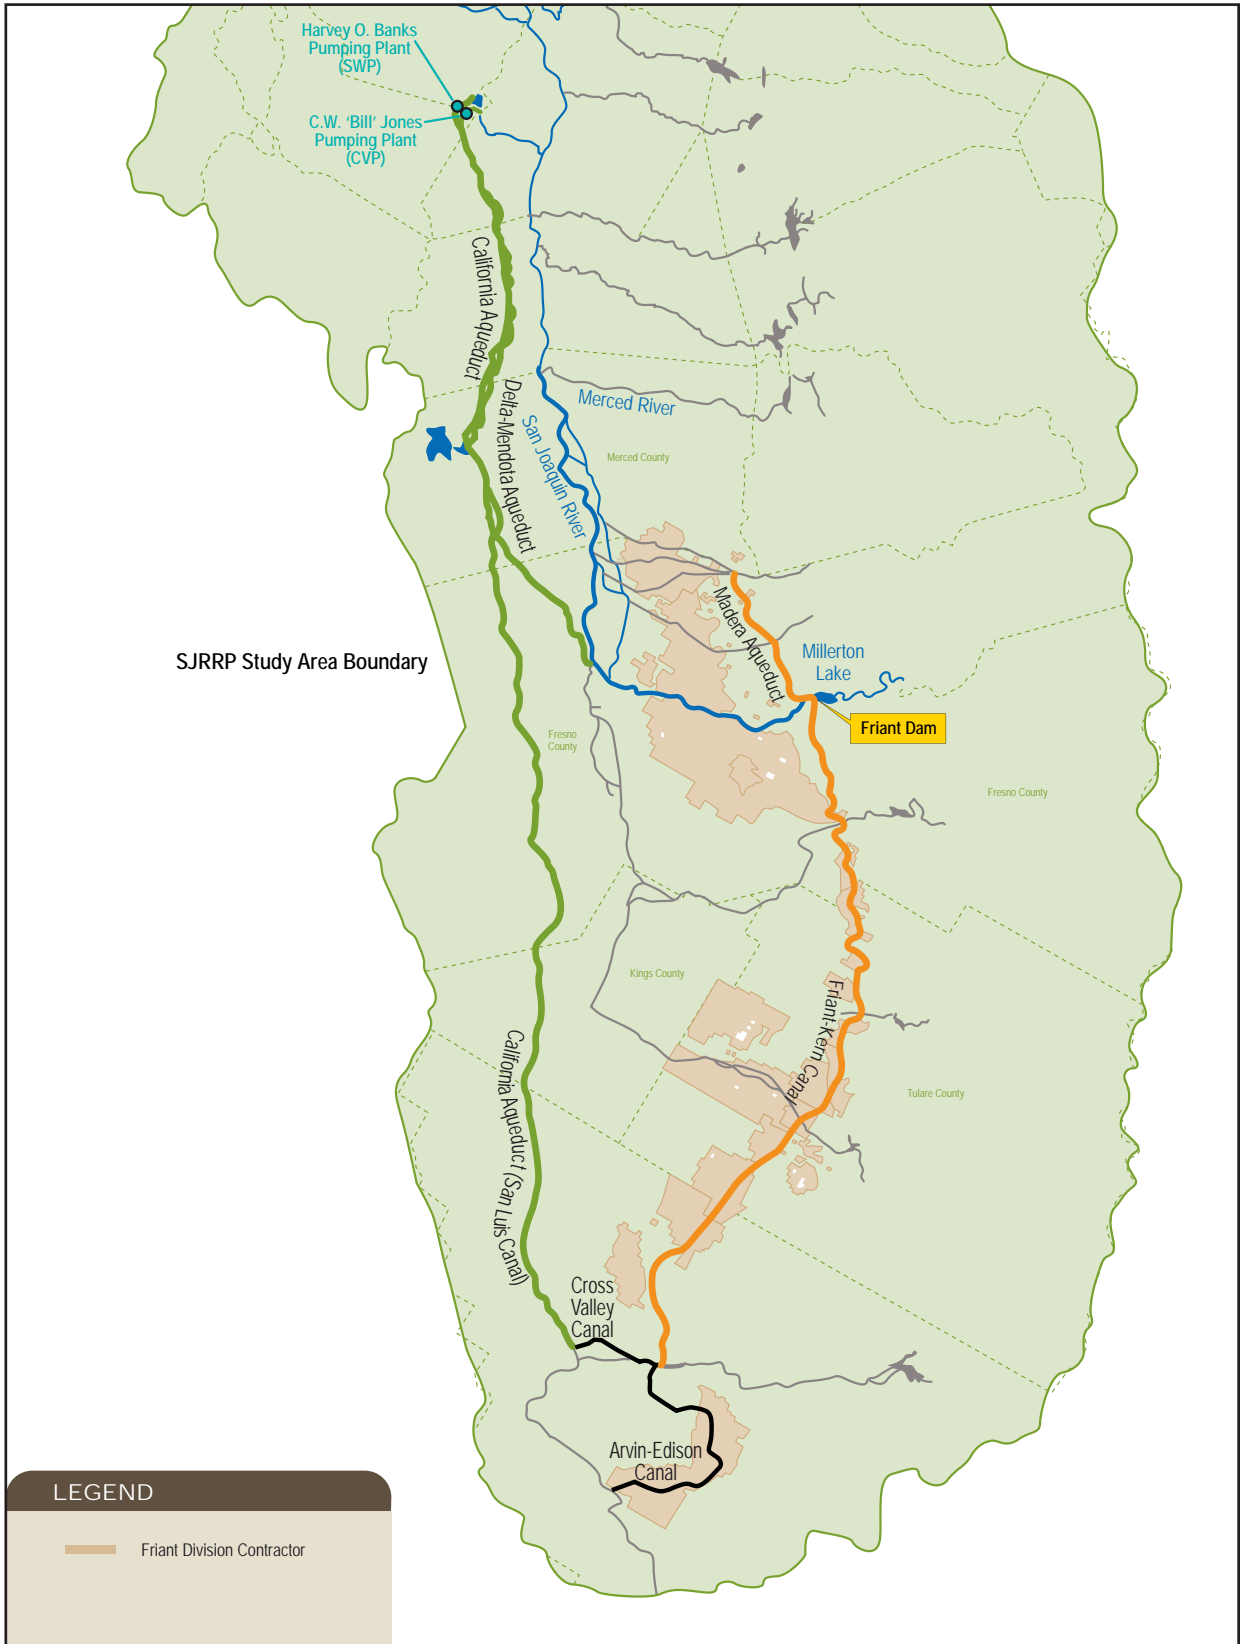 Harvey O. Banks
Pumping Plant
(SWP)
C.W. 'Bill' Jones
Pumping Plant
(CVP)
California Aqueduct
Delta-Mendota Aqueduct
San Joaquin River
Merced River
Merced County
Madera Aqueduct
Millerton
Lake
Friant Dam
SJRRP Study Area Boundary
Fresno
County
Fresno County
Kings County
Friant-Kern Canal
Tulare County
California Aqueduct (San Luis Canal)
Cross
Valley
Canal
Arvin-Edison
Canal
LEGEND
Friant Division Contractor